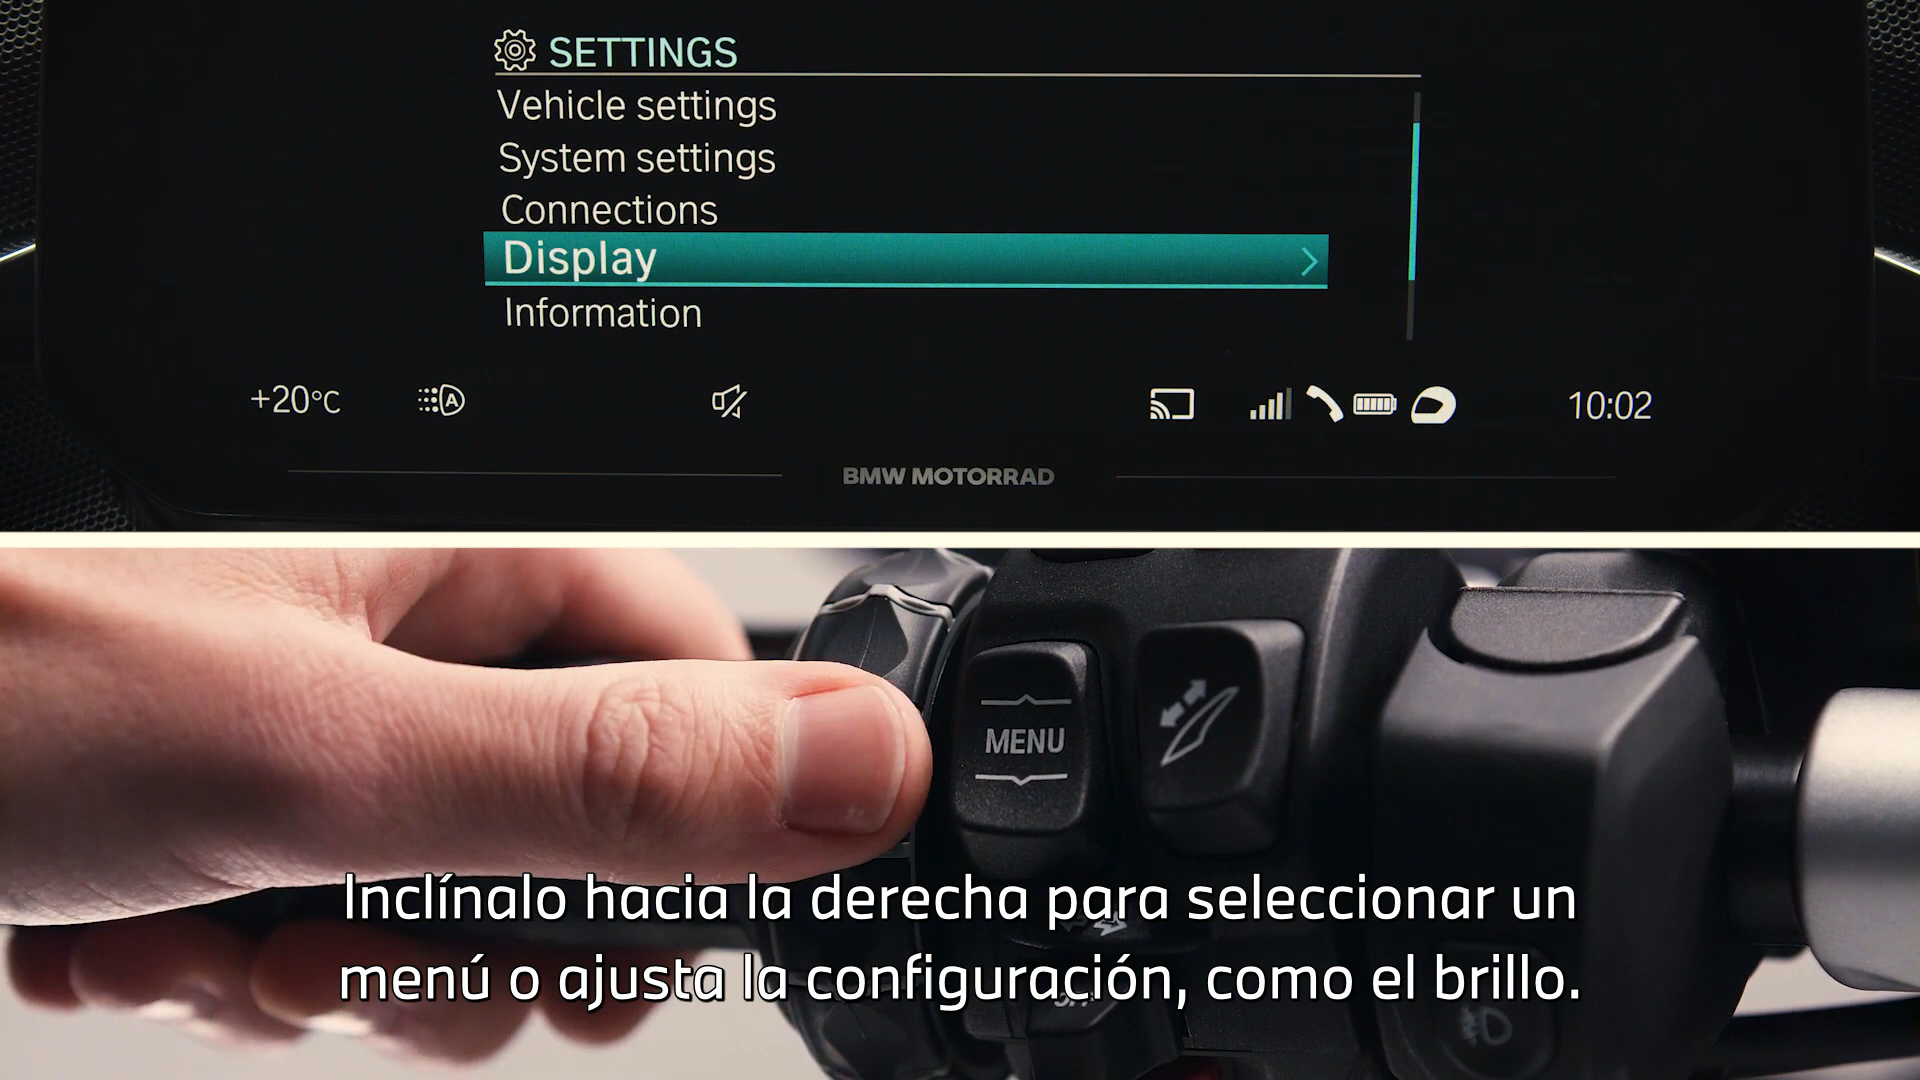 SETTINGS
Vehicle settings
System settings
Connections
Display
Information
+20°C
A
10:02
BMW MOTORRAD
MENU
Inclínalo hacia la derecha para seleccionar un
menú o ajusta la configuración, como el brillo.